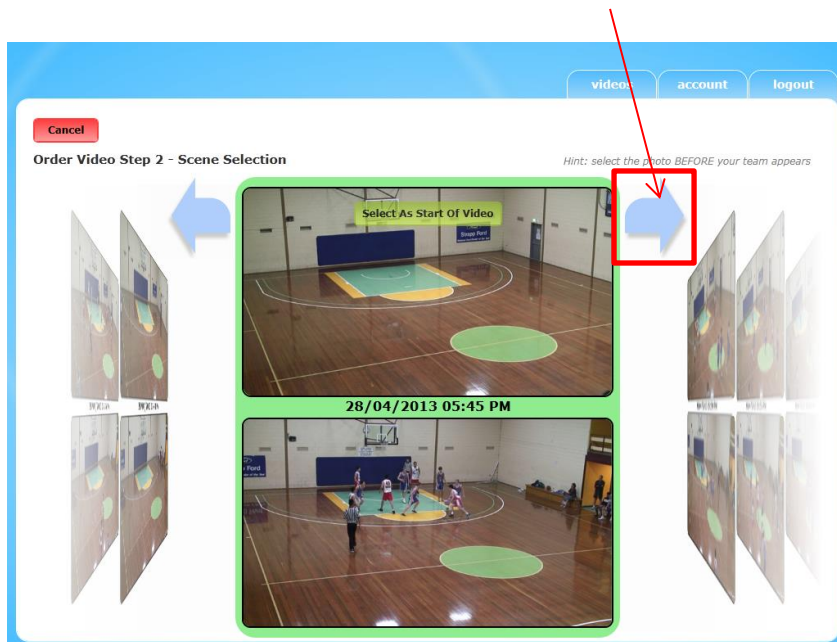 videos
account
logout
Cancel
Order Video Step 2 - Scene Selection
Hint: select the photo BEFORE your team appears
Select As Start Of Video
28/04/2013 05:45 PM
Ford